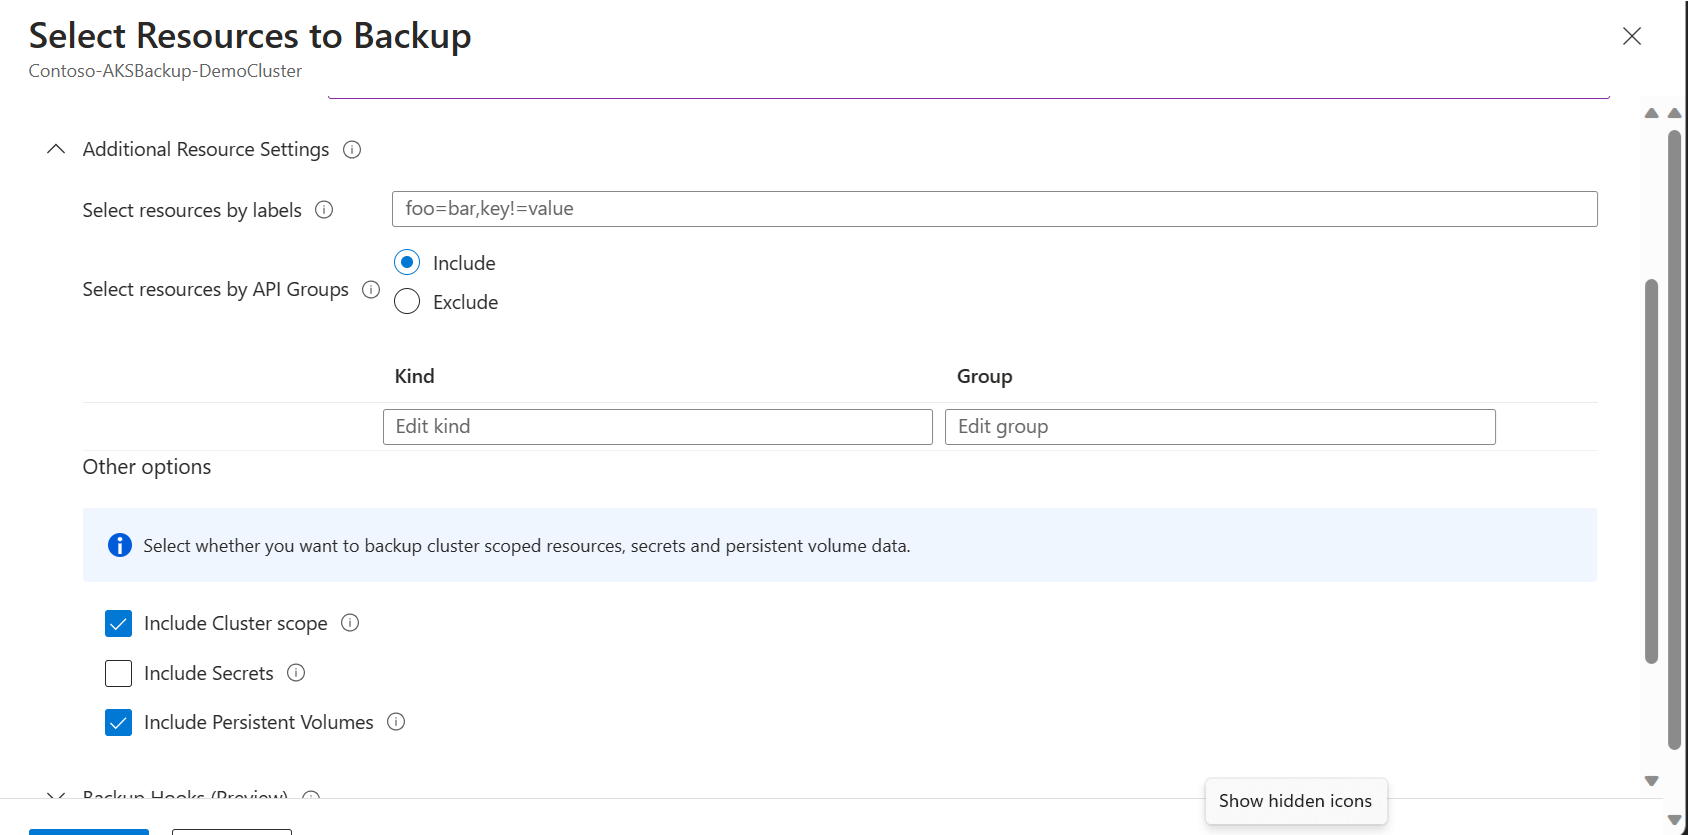 Select Resources to Backup
Contoso-AKSBackup-DemoCluster
Additional Resource Settings
Select resources by labels
foo=bar,key!=value
Include
Select resources by API Groups
Exclude
Kind Group
Edit kind Edit group
Other options
Select whether you want to backup cluster scoped resources, secrets and persistent volume data.
Include Cluster scope
Include Secrets
Include Persistent Volumes
Backup Hooks (Preview)
Show hidden icons